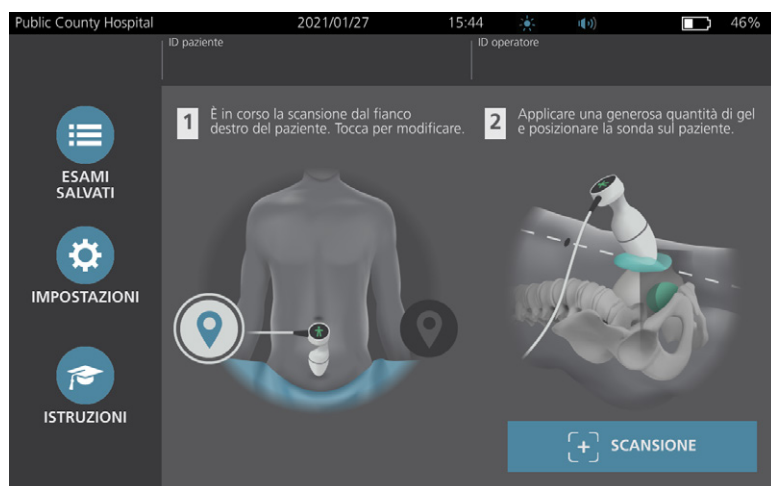 Public County Hospital 2021/01/27 15:44 46%
ID paziente ID operatore
1 È in corso la scansione dal fianco
destro del paziente. Tocca per modificare.
2 Applicare una generosa quantità di gel
e posizionare la sonda sul paziente.
ESAMI
SALVATI
IMPOSTAZIONI
ISTRUZIONI
SCANSIONE